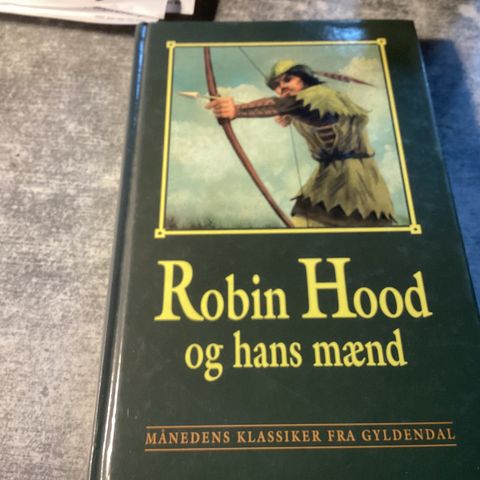 Robin Hood
og hans mænd
MÅNEDENS KLASSIKER FRA GYLDENDAL